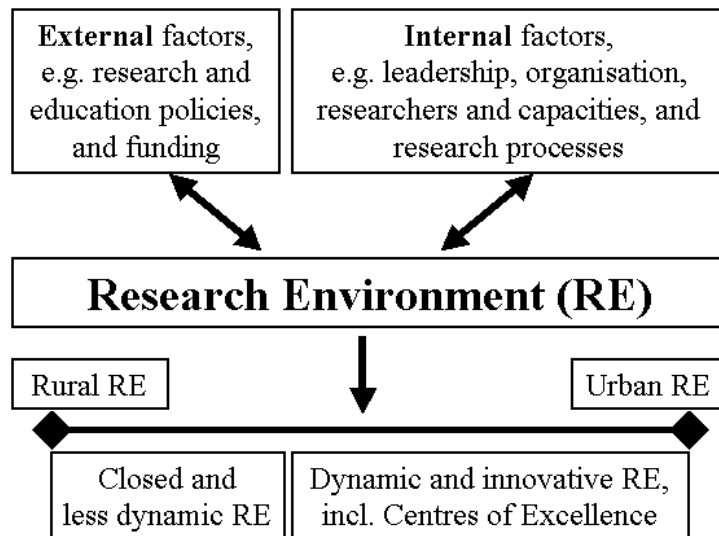 External factors,
e.g. research and
education policies,
and funding
Internal factors,
e.g. leadership, organisation,
researchers and capacities, and
research processes
Research Environment (RE)
Rural RE
Urban RE
Closed and
less dynamic RE
Dynamic and innovative RE,
incl. Centres of Excellence